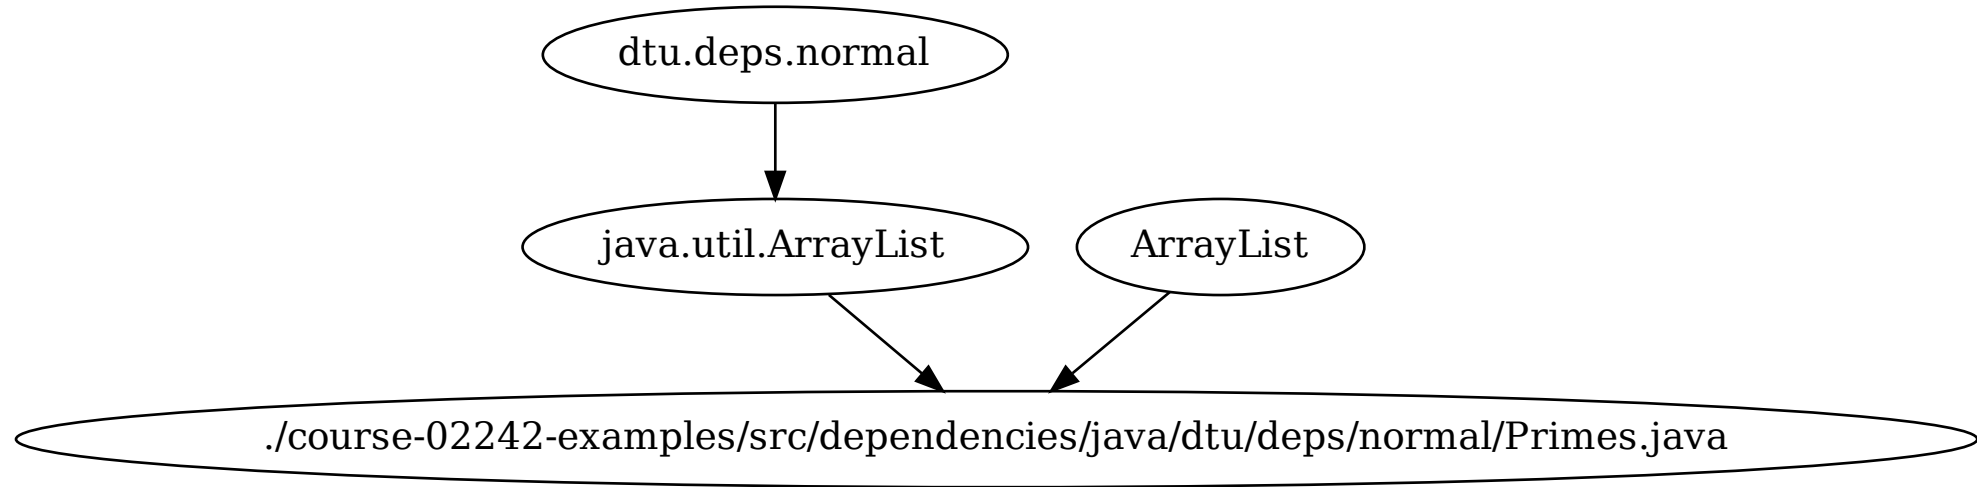 dtu.deps.normal
java.util.ArrayList
ArrayList
./course-02242-examples/src/dependencies/java/dtu/deps/normal/Primes.java